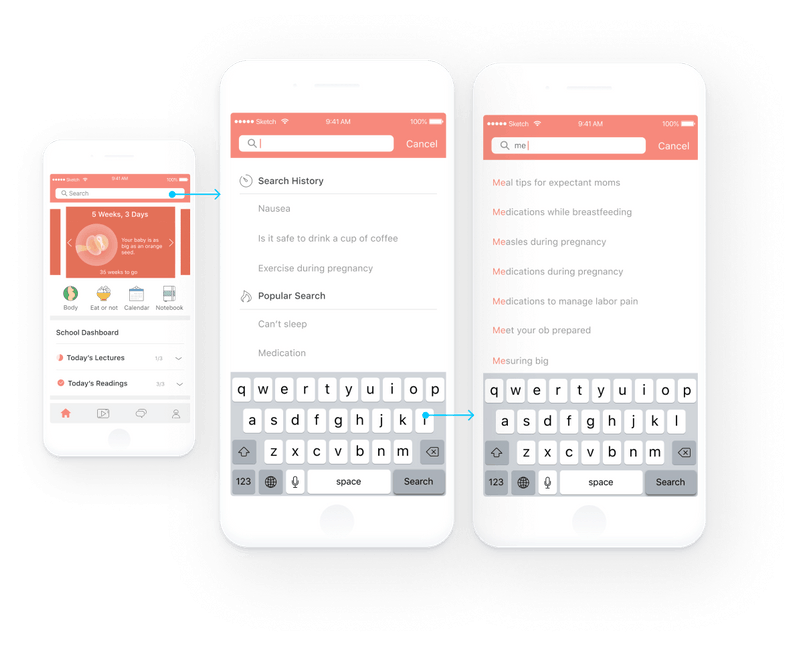 Sketch 9:41 AM 100%
Search
5 Weeks, 3 Days
Your baby is as
big as an orange
seed.
35 weeks to go
Body Eat or not Calendar Notebook
School Dashboard
Today's Lectures 1/3
Today's Readings 3/3
Sketch 9:41 AM 100%
Cancel
Search History
Nausea
Is it safe to drink a cup of coffee
Exercise during pregnancy
Popular Search
Can't sleep
Medication
q w e r t y u i o p
a s d f g h j k l
z x c v b n m
123 space Search
Sketch 9:41 AM 100%
me Cancel
Meal tips for expectant moms
Medications while breastfeeding
Measles during pregnancy
Medications during pregnancy
Medications to manage labor pain
Meet your ob prepared
Mesuring big
q w e r t y u i o p
a s d f g h j k l
z x c v b n m
123 space Search